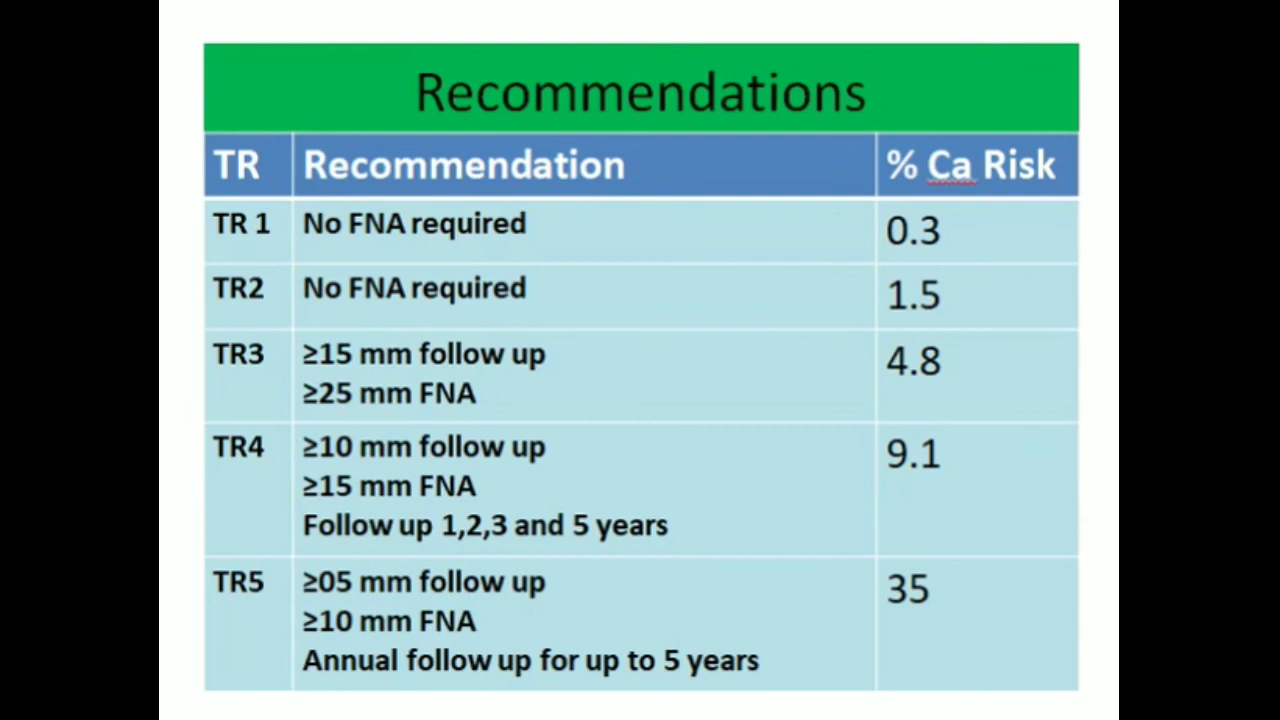 Recommendations
TR Recommendation % Ca Risk
TR 1 No FNA required 0.3
TR2 No FNA required 1.5
TR3 ≥15 mm follow up 4.8
≥25 mm FNA
TR4 ≥10 mm follow up 9.1
≥15 mm FNA
Follow up 1,2,3 and 5 years
TR5 ≥05 mm follow up 35
≥10 mm FNA
Annual follow up for up to 5 years